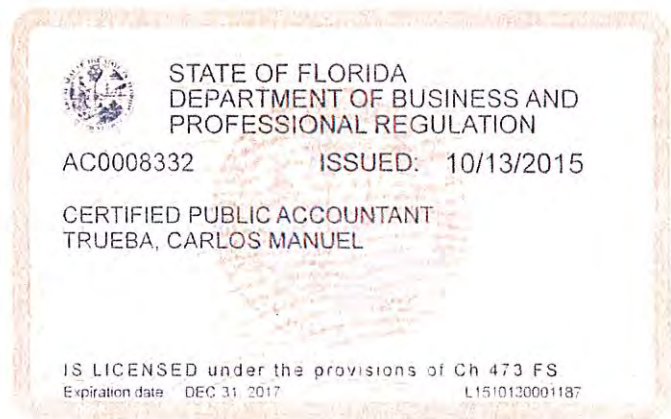 STATE OF FLORIDA
DEPARTMENT OF BUSINESS AND
PROFESSIONAL REGULATION
AC0008332 ISSUED: 10/13/2015
CERTIFIED PUBLIC ACCOUNTANT
TRUEBA, CARLOS MANUEL
IS LICENSED under the provisions of Ch 473 FS.
Expiration date DEC 31, 2017 L1510130001187